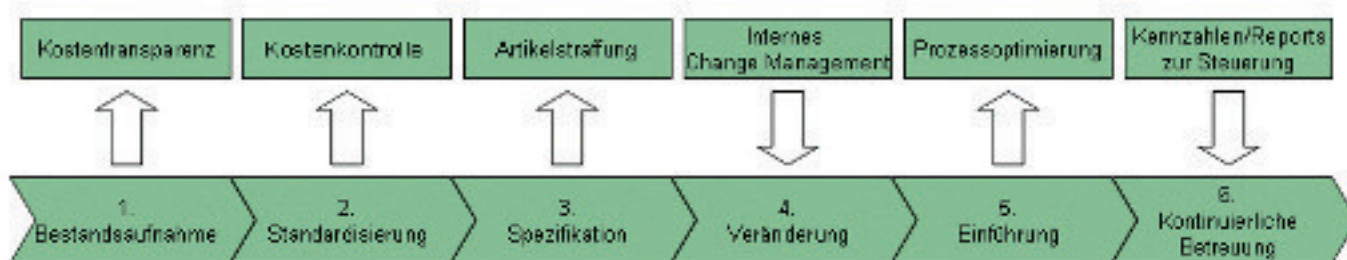 Kostentransparenz
Kostenkontrolle
Artikelstraffung
Internes
Change Management
Prozessoptimierung
Kennzahlen/Reports
zur Steuerung
1.
Bestandsaufnahme
2.
Standardisierung
3.
Spezifikation
4.
Veränderung
5.
Einführung
6.
Kontinuierliche
Betreuung